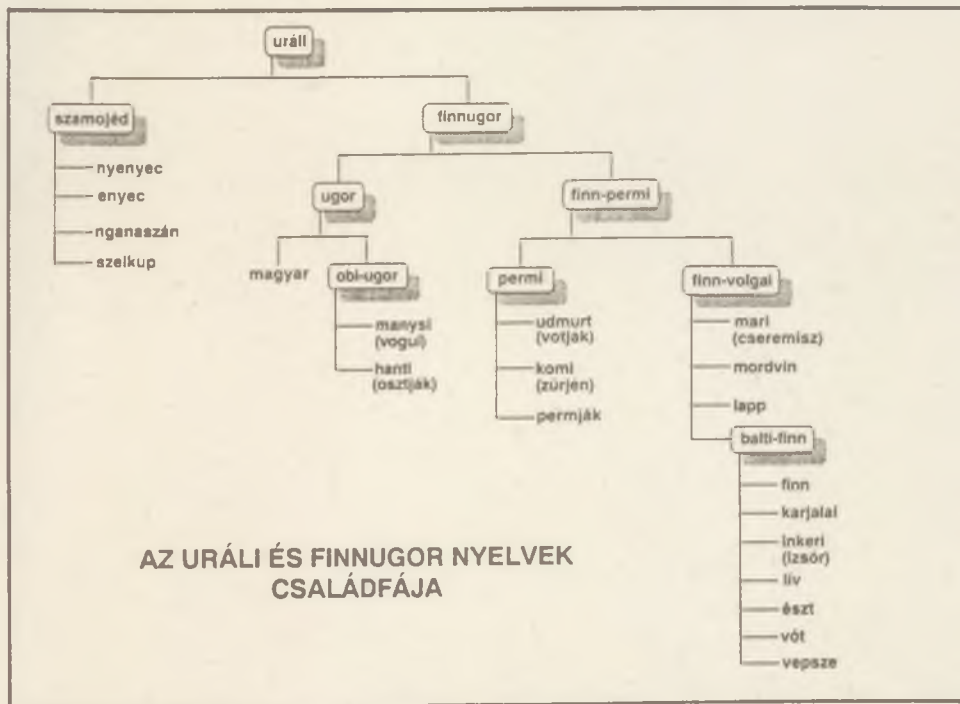 uráli
szamojéd
finnugor
nyenyec
enyec
nganaszán
szelkup
ugor
finn-permi
magyar
obi-ugor
manysi
(vogul)
hanti
(osztják)
permi
udmurt
(votják)
komi
(zürjén)
permják
finn-volgai
mari
(cseremisz)
mordvin
lapp
balti-finn
finn
karjalai
inkeri
(izsór)
lív
észt
vót
vepsze
AZ URÁLI ÉS FINNUGOR NYELVEK
CSALÁDFÁJA